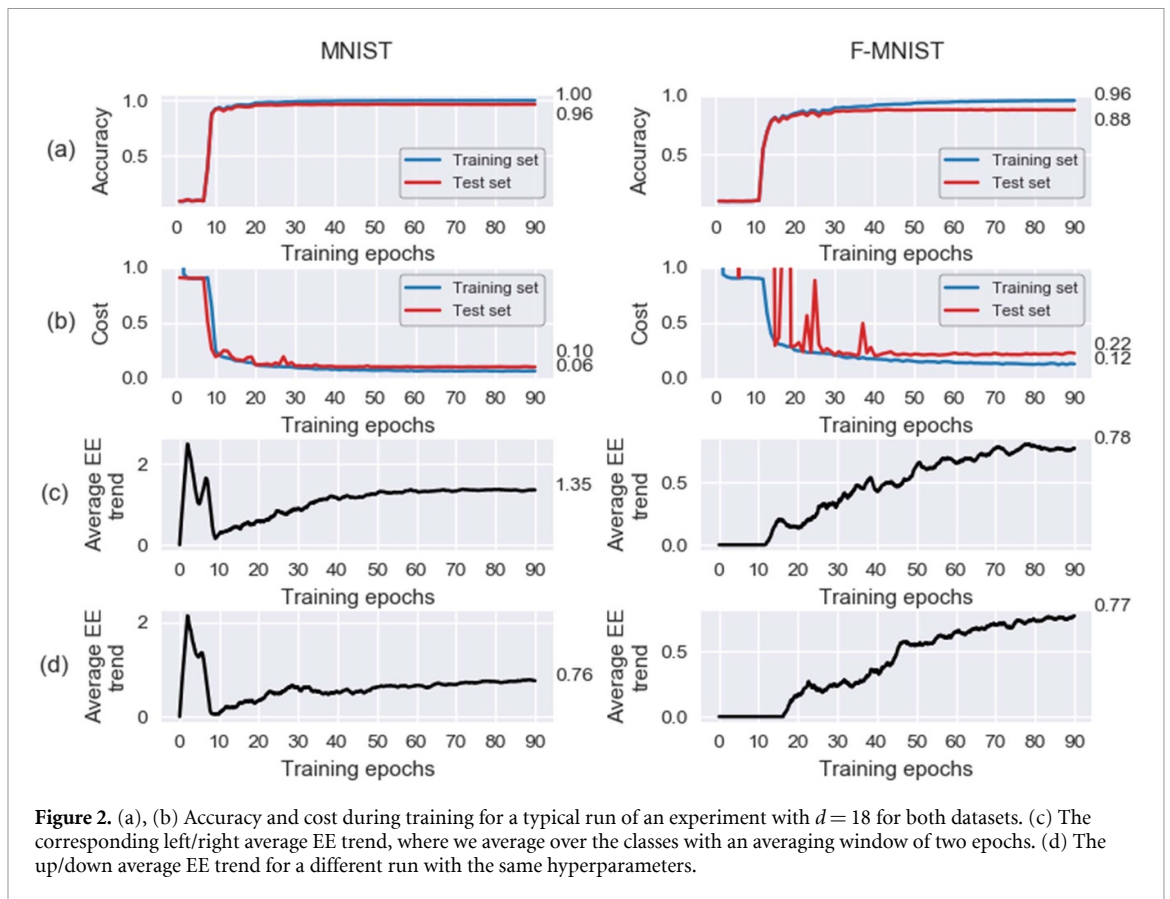 MNIST F-MNIST
(a)
Accuracy
1.0
0.5
Training set
Test set
1.00
0.96
0 10 20 30 40 50 60 70 80 90
Training epochs
Accuracy
1.0
0.5
Training set
Test set
0.96
0.88
0 10 20 30 40 50 60 70 80 90
Training epochs
(b)
Cost
1.0
0.5
0.0
Training set
Test set
0.10
0.06
0 10 20 30 40 50 60 70 80 90
Training epochs
Cost
1.0
0.5
0.0
Training set
Test set
0.22
0.12
0 10 20 30 40 50 60 70 80 90
Training epochs
(c)
Average EE
trend
2
0
1.35
0 10 20 30 40 50 60 70 80 90
Training epochs
Average EE
trend
0.5
0.0
0.78
0 10 20 30 40 50 60 70 80 90
Training epochs
(d)
Average EE
trend
2
0
0.76
0 10 20 30 40 50 60 70 80 90
Training epochs
Average EE
trend
0.5
0.0
0.77
0 10 20 30 40 50 60 70 80 90
Training epochs
Figure 2. (a), (b) Accuracy and cost during training for a typical run of an experiment with d = 18 for both datasets. (c) The
corresponding left/right average EE trend, where we average over the classes with an averaging window of two epochs. (d) The
up/down average EE trend for a different run with the same hyperparameters.